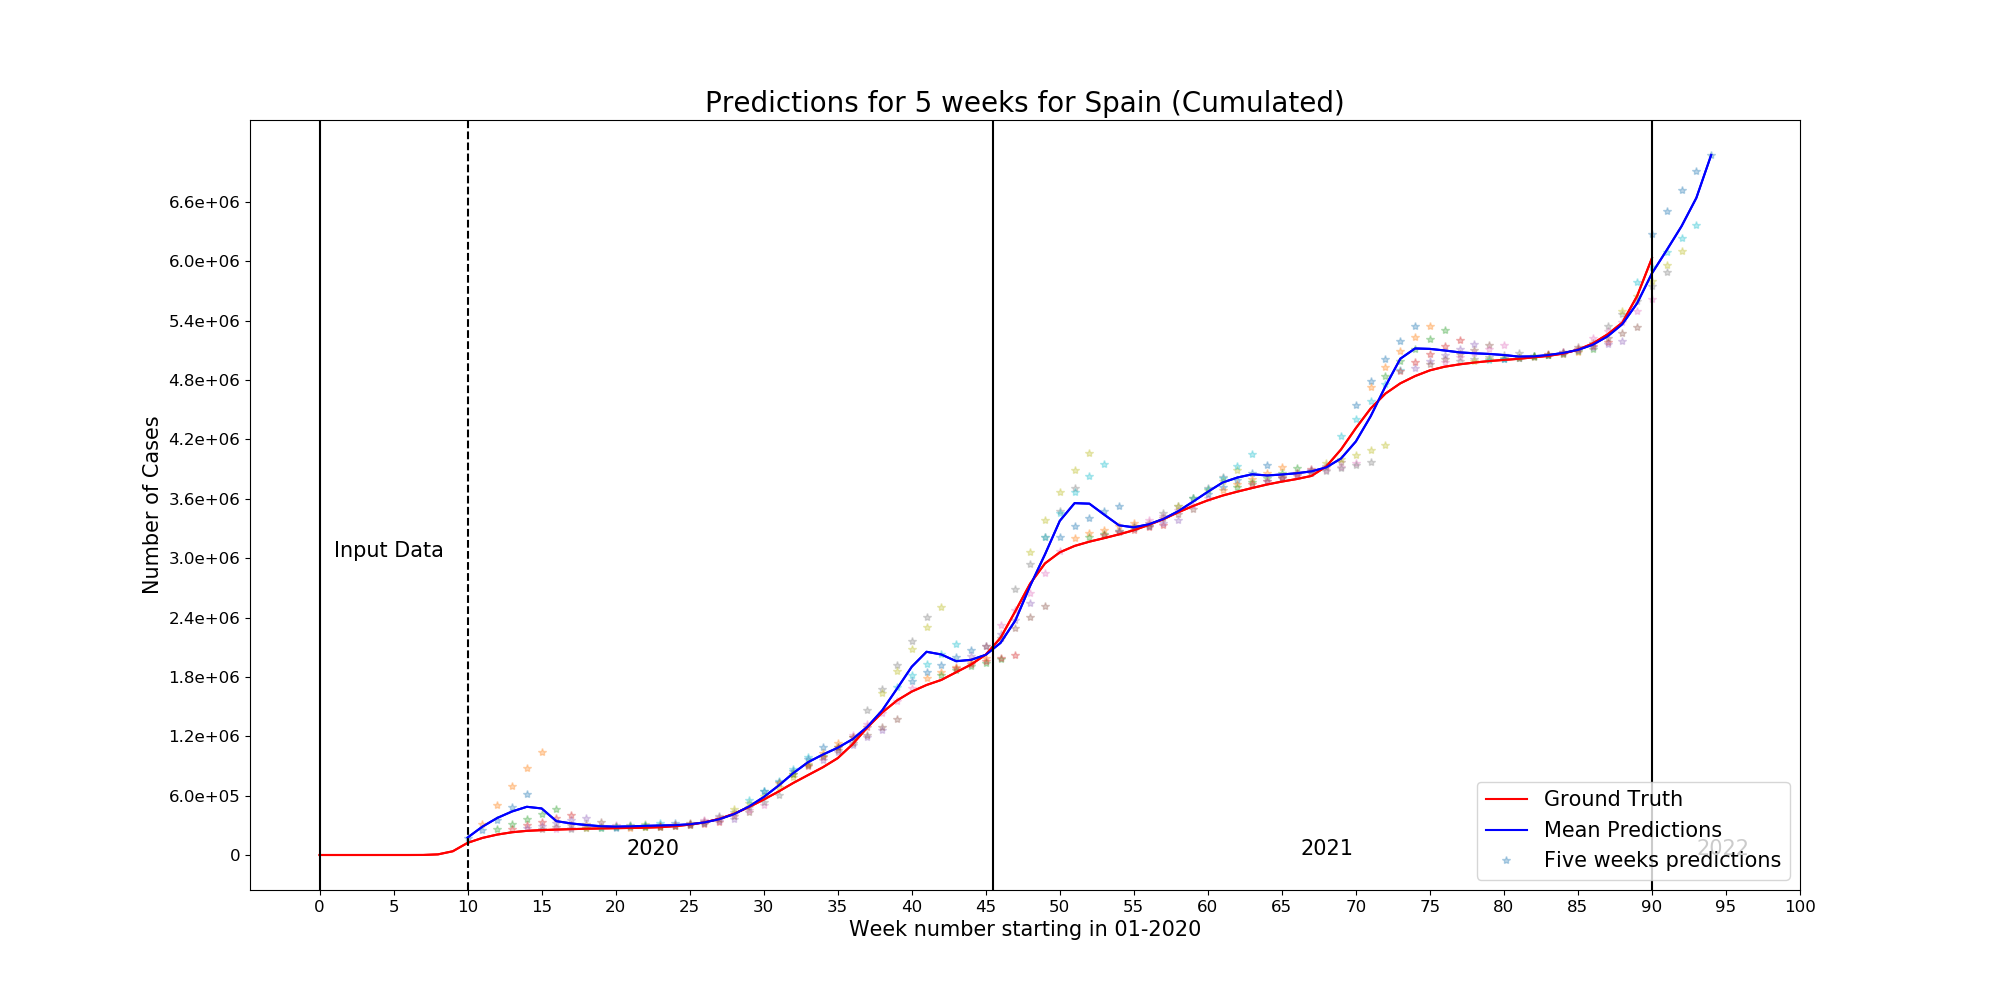 Predictions for 5 weeks for Spain (Cumulated)
Number of Cases
6.6e+06
6.0e+06
5.4e+06
4.8e+06
4.2e+06
3.6e+06
3.0e+06
2.4e+06
1.8e+06
1.2e+06
6.0e+05
0
Input Data
2020
2021
2022
Ground Truth
Mean Predictions
Five weeks predictions
0 5 10 15 20 25 30 35 40 45 50 55 60 65 70 75 80 85 90 95 100
Week number starting in 01-2020